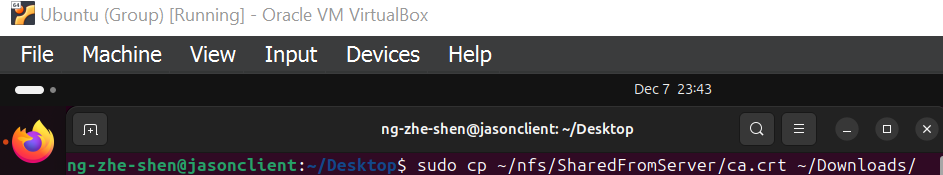 Ubuntu (Group) [Running] - Oracle VM VirtualBox
File Machine View Input Devices Help
Dec 7 23:43
ng-zhe-shen@jasonclient: ~/Desktop
ng-zhe-shen@jasonclient:~/Desktop$ sudo cp ~/nfs/SharedFromServer/ca.crt ~/Downloads/